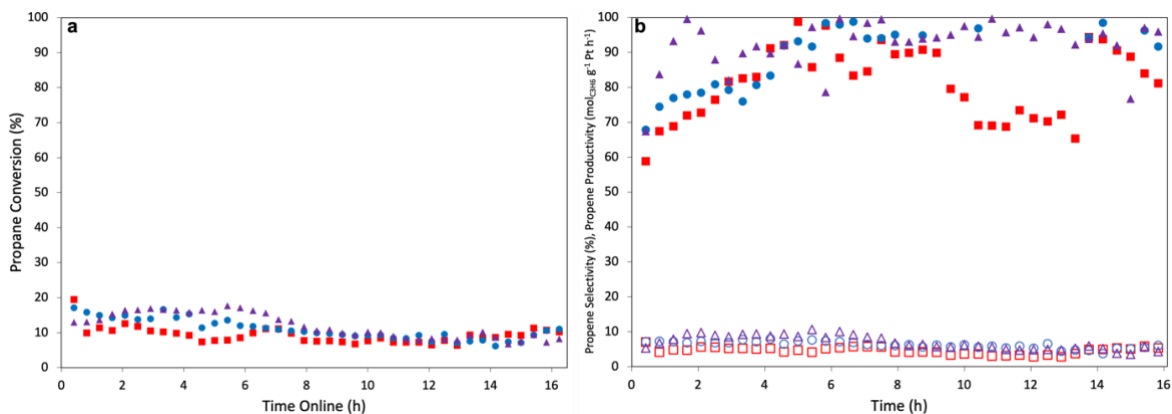 a
Propane Conversion (%)
100
90
80
70
60
50
40
30
20
10
0
0 2 4 6 8 10 12 14 16
Time Online (h)
b
Propene Selectivity (%), Propene Productivity (mol_C3H6 g⁻¹ Pt h⁻¹)
100
90
80
70
60
50
40
30
20
10
0
0 2 4 6 8 10 12 14 16
Time (h)